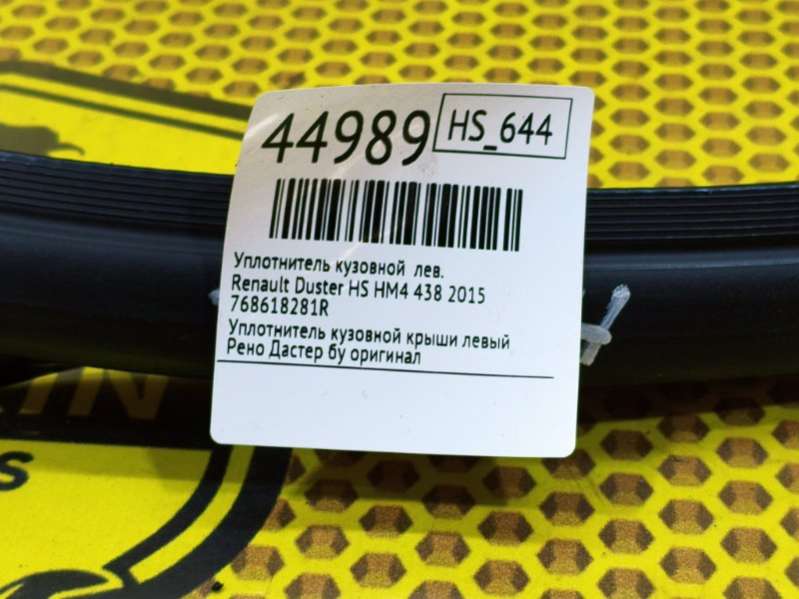 44989
HS_644
Уплотнитель кузовной лев.
Renault Duster HS HM4 438 2015
768618281R
Уплотнитель кузовной крыши левый
Рено Дастер бу оригинал